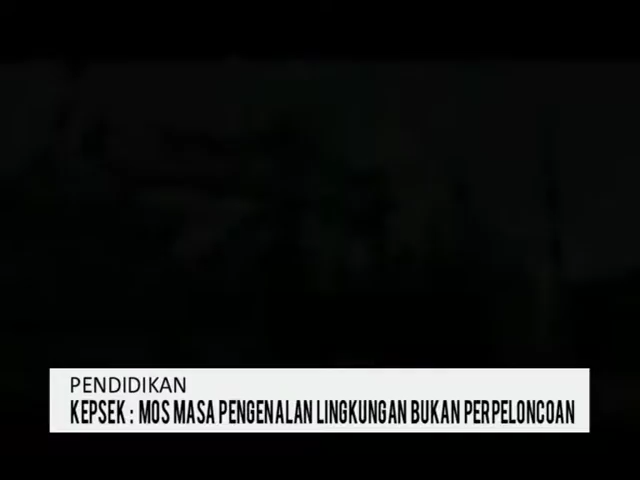 PENDIDIKAN
KEPSEK : MOS MASA PENGENALAN LINGKUNGAN BUKAN PERPELONCOAN